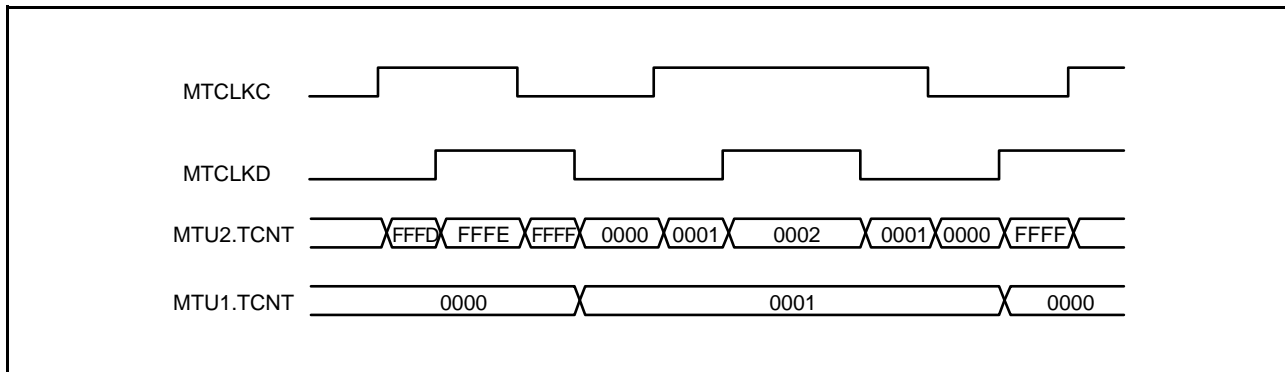 MTCLKC
MTCLKD
MTU2.TCNT FFFD FFFE FFFF 0000 0001 0002 0001 0000 FFFF
MTU1.TCNT 0000 0001 0000